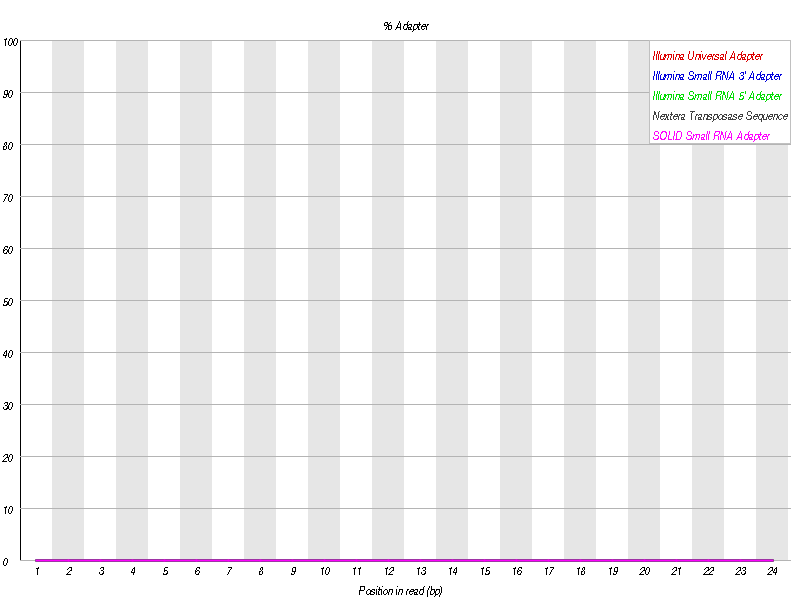 % Adapter
100
90
80
70
60
50
40
30
20
10
0
Illumina Universal Adapter
Illumina Small RNA 3' Adapter
Illumina Small RNA 5' Adapter
Nextera Transposase Sequence
SOLID Small RNA Adapter
1 2 3 4 5 6 7 8 9 10 11 12 13 14 15 16 17 18 19 20 21 22 23 24
Position in read (bp)